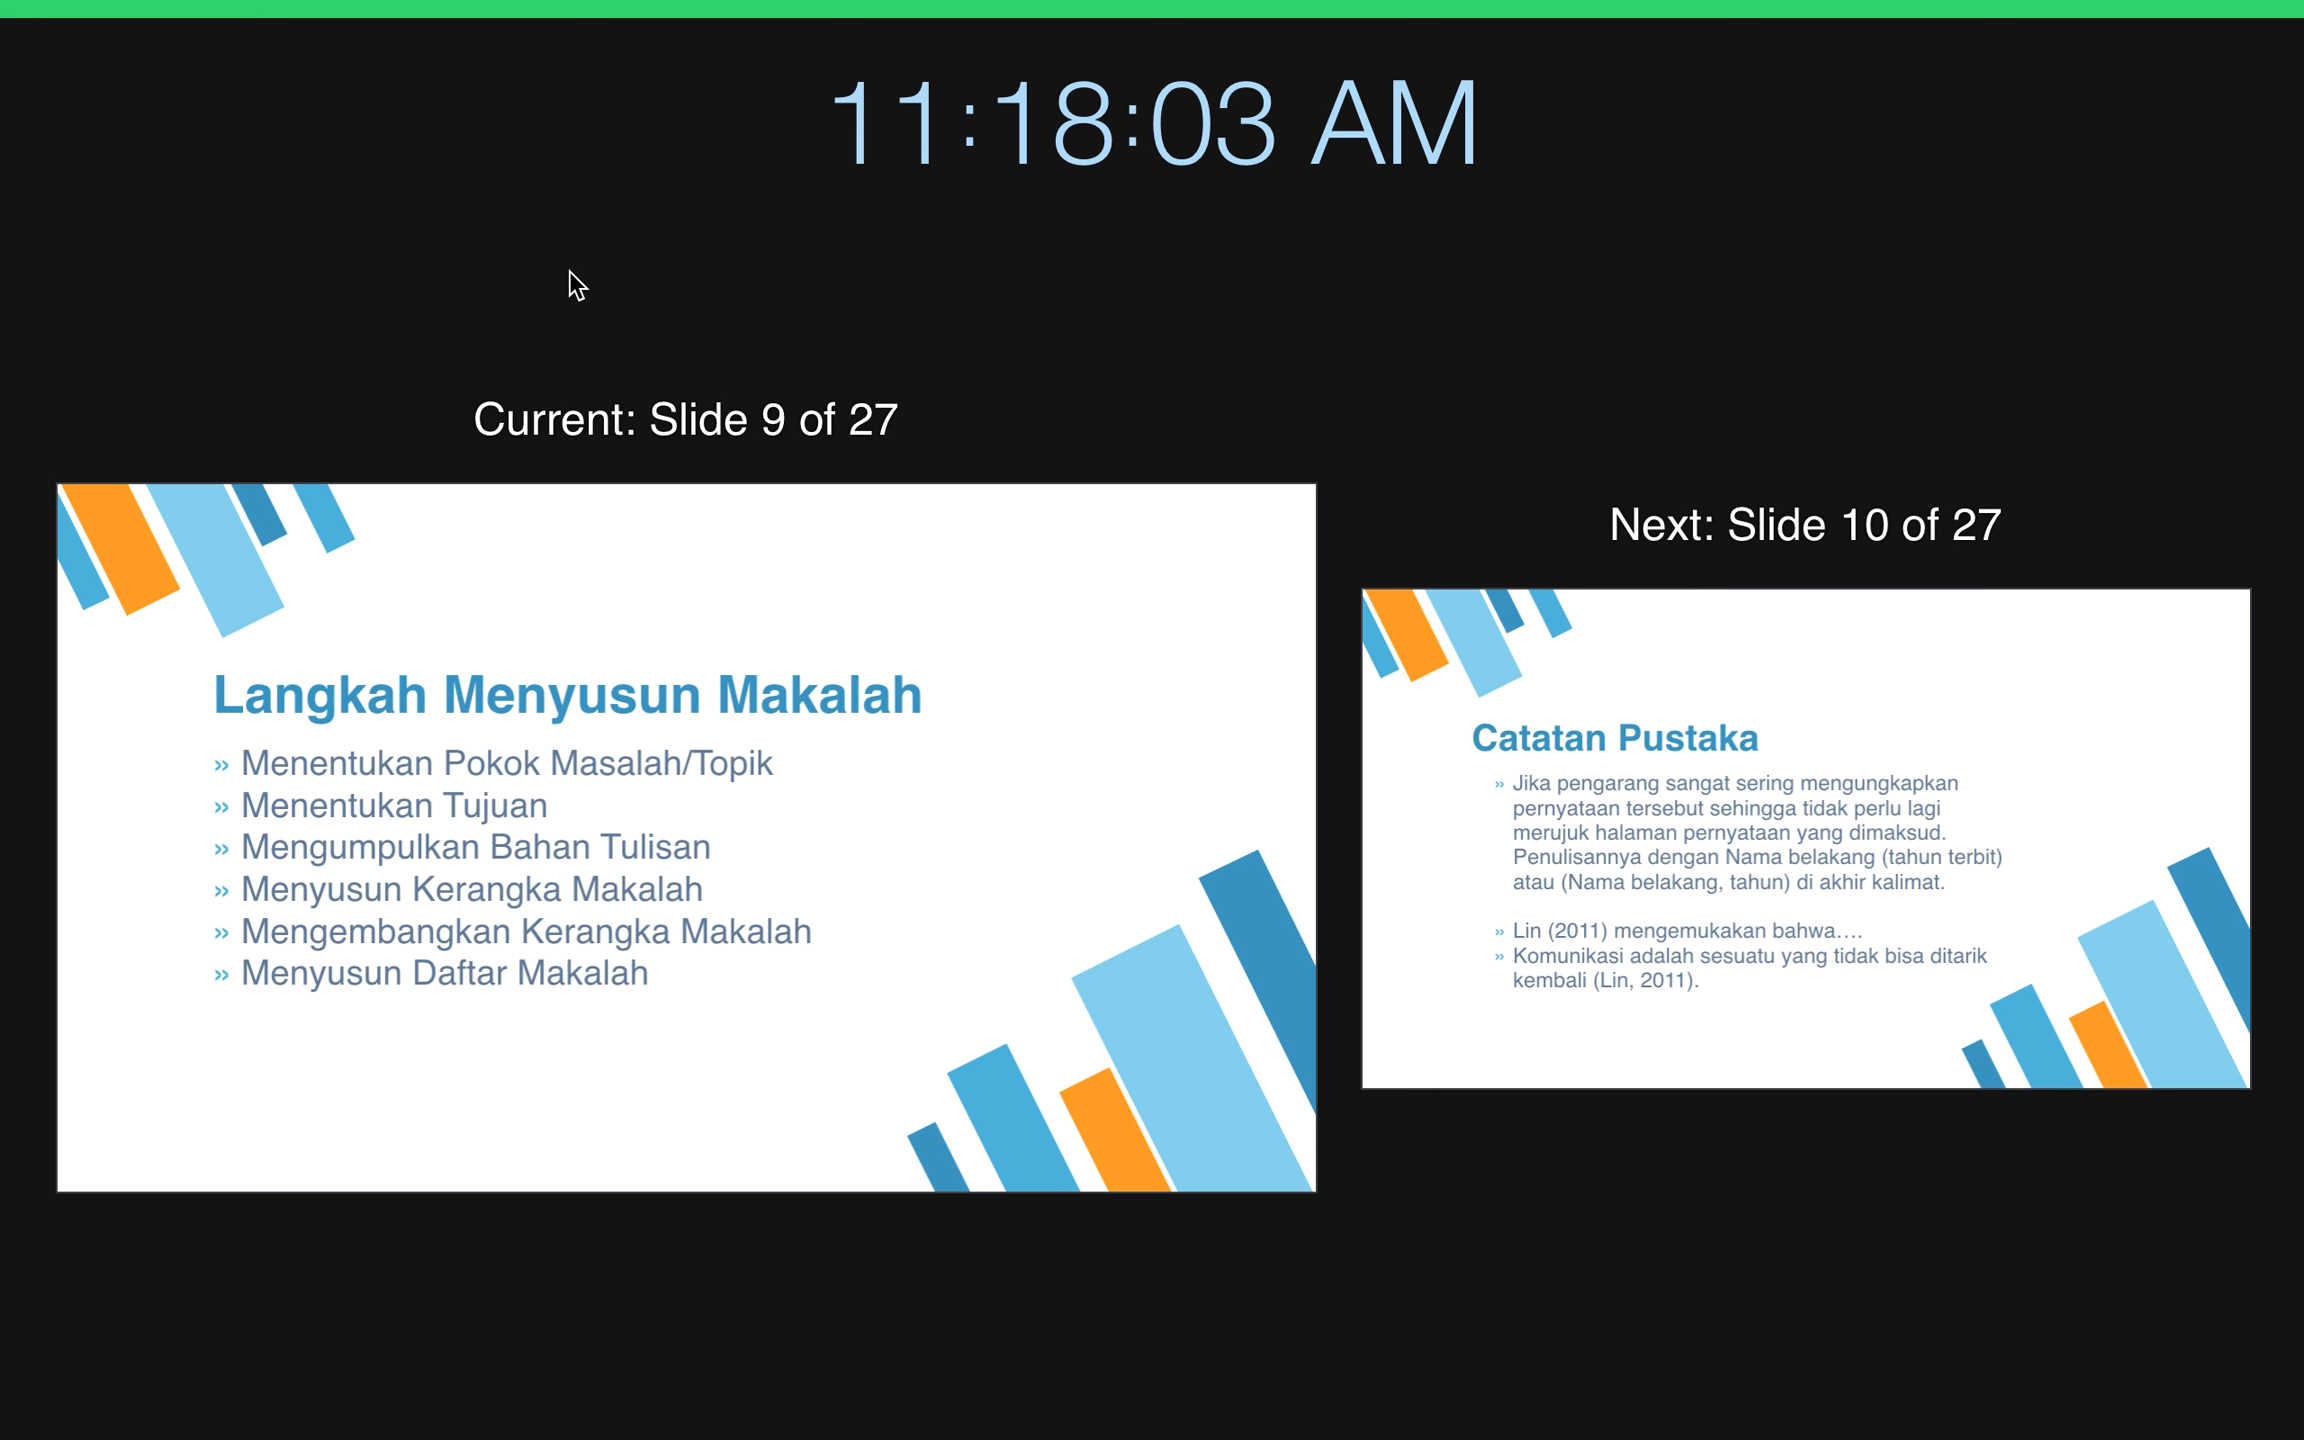 11:18:03 AM
Current: Slide 9 of 27
Langkah Menyusun Makalah
» Menentukan Pokok Masalah/Topik
» Menentukan Tujuan
» Mengumpulkan Bahan Tulisan
» Menyusun Kerangka Makalah
» Mengembangkan Kerangka Makalah
» Menyusun Daftar Makalah
Next: Slide 10 of 27
Catatan Pustaka
» Jika pengarang sangat sering mengungkapkan
pernyataan tersebut sehingga tidak perlu lagi
merujuk halaman pernyataan yang dimaksud.
Penulisannya dengan Nama belakang (tahun terbit)
atau (Nama belakang, tahun) di akhir kalimat.
» Lin (2011) mengemukakan bahwa….
» Komunikasi adalah sesuatu yang tidak bisa ditarik
kembali (Lin, 2011).